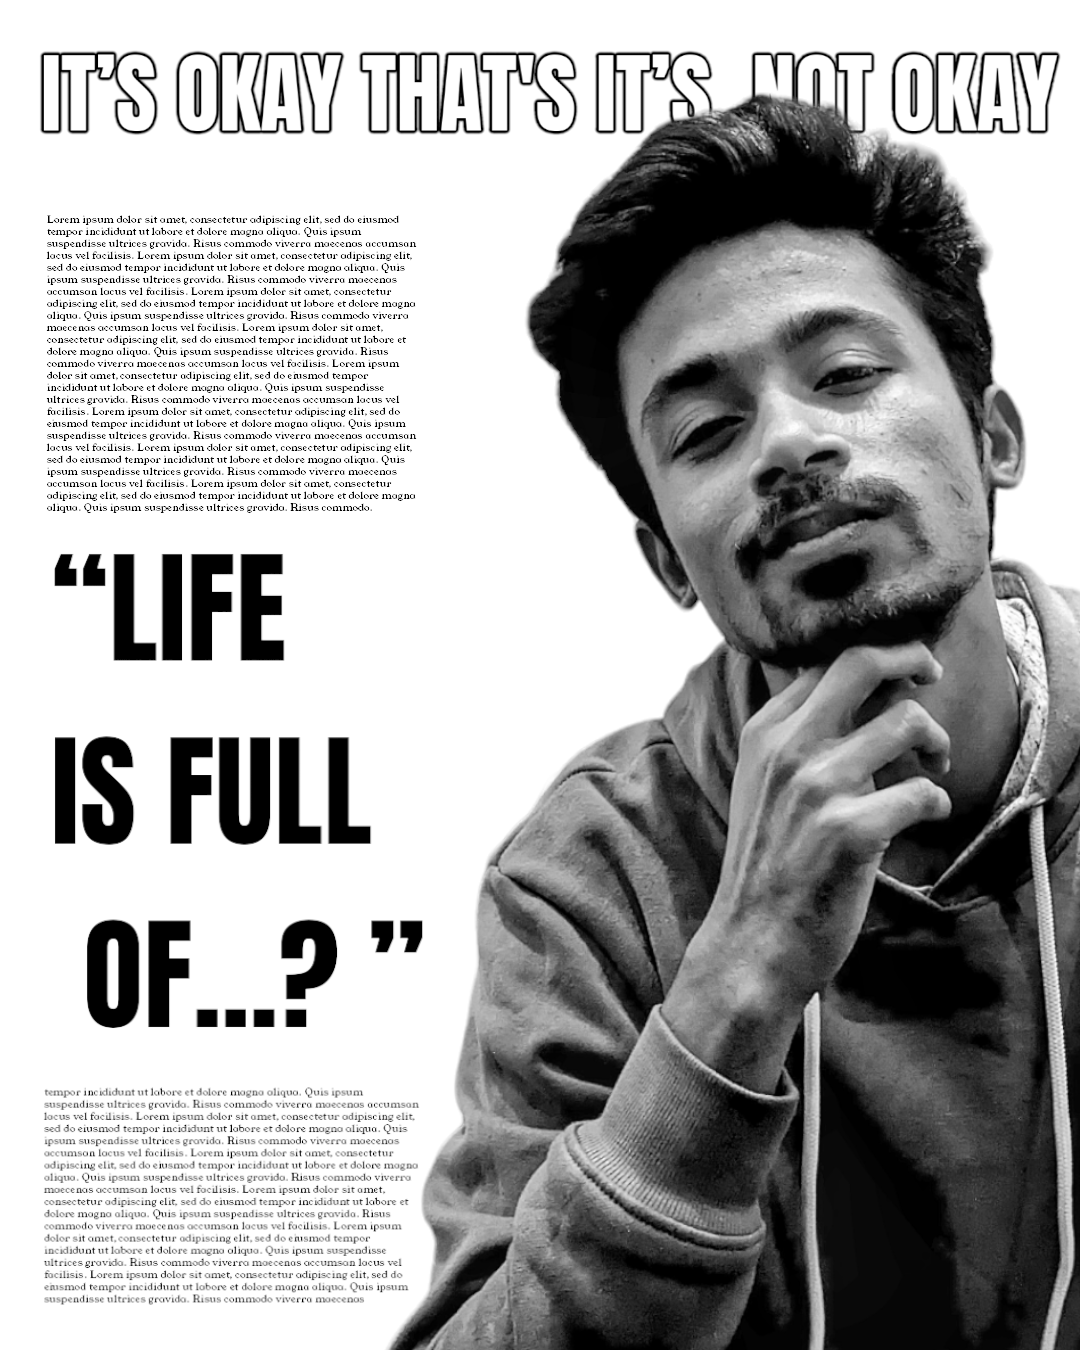 IT’S OKAY THAT'S IT’S NOT OKAY
Lorem ipsum dolor sit amet, consectetur adipiscing elit, sed do eiusmod
tempor incididunt ut labore et dolore magna aliqua. Quis ipsum
suspendisse ultrices gravida. Risus commodo viverra maecenas accumsan
lacus vel facilisis. Lorem ipsum dolor sit amet, consectetur adipiscing elit,
sed do eiusmod tempor incididunt ut labore et dolore magna aliqua. Quis
ipsum suspendisse ultrices gravida. Risus commodo viverra maecenas
accumsan lacus vel facilisis. Lorem ipsum dolor sit amet, consectetur
adipiscing elit, sed do eiusmod tempor incididunt ut labore et dolore magna
aliqua. Quis ipsum suspendisse ultrices gravida. Risus commodo viverra
maecenas accumsan lacus vel facilisis. Lorem ipsum dolor sit amet,
consectetur adipiscing elit, sed do eiusmod tempor incididunt ut labore et
dolore magna aliqua. Quis ipsum suspendisse ultrices gravida. Risus
commodo viverra maecenas accumsan lacus vel facilisis. Lorem ipsum
dolor sit amet, consectetur adipiscing elit, sed do eiusmod tempor
incididunt ut labore et dolore magna aliqua. Quis ipsum suspendisse
ultrices gravida. Risus commodo viverra maecenas accumsan lacus vel
facilisis. Lorem ipsum dolor sit amet, consectetur adipiscing elit, sed do
eiusmod tempor incididunt ut labore et dolore magna aliqua. Quis ipsum
suspendisse ultrices gravida. Risus commodo viverra maecenas accumsan
lacus vel facilisis. Lorem ipsum dolor sit amet, consectetur adipiscing elit,
sed do eiusmod tempor incididunt ut labore et dolore magna aliqua. Quis
ipsum suspendisse ultrices gravida. Risus commodo viverra maecenas
accumsan lacus vel facilisis. Lorem ipsum dolor sit amet, consectetur
adipiscing elit, sed do eiusmod tempor incididunt ut labore et dolore magna
aliqua. Quis ipsum suspendisse ultrices gravida. Risus commodo.
“LIFE
IS FULL
OF...? ”
tempor incididunt ut labore et dolore magna aliqua. Quis ipsum
suspendisse ultrices gravida. Risus commodo viverra maecenas accumsan
lacus vel facilisis. Lorem ipsum dolor sit amet, consectetur adipiscing elit,
sed do eiusmod tempor incididunt ut labore et dolore magna aliqua. Quis
ipsum suspendisse ultrices gravida. Risus commodo viverra maecenas
accumsan lacus vel facilisis. Lorem ipsum dolor sit amet, consectetur
adipiscing elit, sed do eiusmod tempor incididunt ut labore et dolore magna
aliqua. Quis ipsum suspendisse ultrices gravida. Risus commodo viverra
maecenas accumsan lacus vel facilisis. Lorem ipsum dolor sit amet,
consectetur adipiscing elit, sed do eiusmod tempor incididunt ut labore et
dolore magna aliqua. Quis ipsum suspendisse ultrices gravida. Risus
commodo viverra maecenas accumsan lacus vel facilisis. Lorem ipsum
dolor sit amet, consectetur adipiscing elit, sed do eiusmod tempor
incididunt ut labore et dolore magna aliqua. Quis ipsum suspendisse
ultrices gravida. Risus commodo viverra maecenas accumsan lacus vel
facilisis. Lorem ipsum dolor sit amet, consectetur adipiscing elit, sed do
eiusmod tempor incididunt ut labore et dolore magna aliqua. Quis ipsum
suspendisse ultrices gravida. Risus commodo viverra maecenas